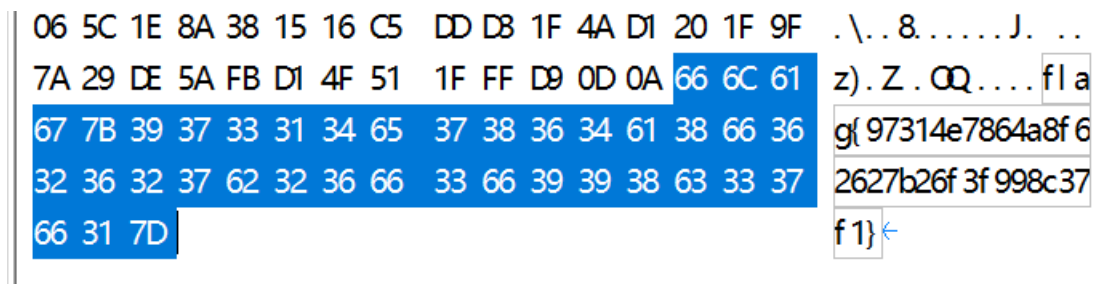 06 5C 1E 8A 38 15 16 C5 DD D3 1F 4A D1 20 1F 9F .\..8......J. ..
7A 29 DE 5A FB D1 4F 51 1F FF D9 0D 0A 66 6C 61 z).Z.OQ....fla
67 7B 39 37 33 31 34 65 37 38 36 34 61 38 66 36 g{97314e7864a8f6
32 36 32 37 62 32 36 66 33 66 39 39 38 63 33 37 2627b26f3f998c37
66 31 7D f1}←